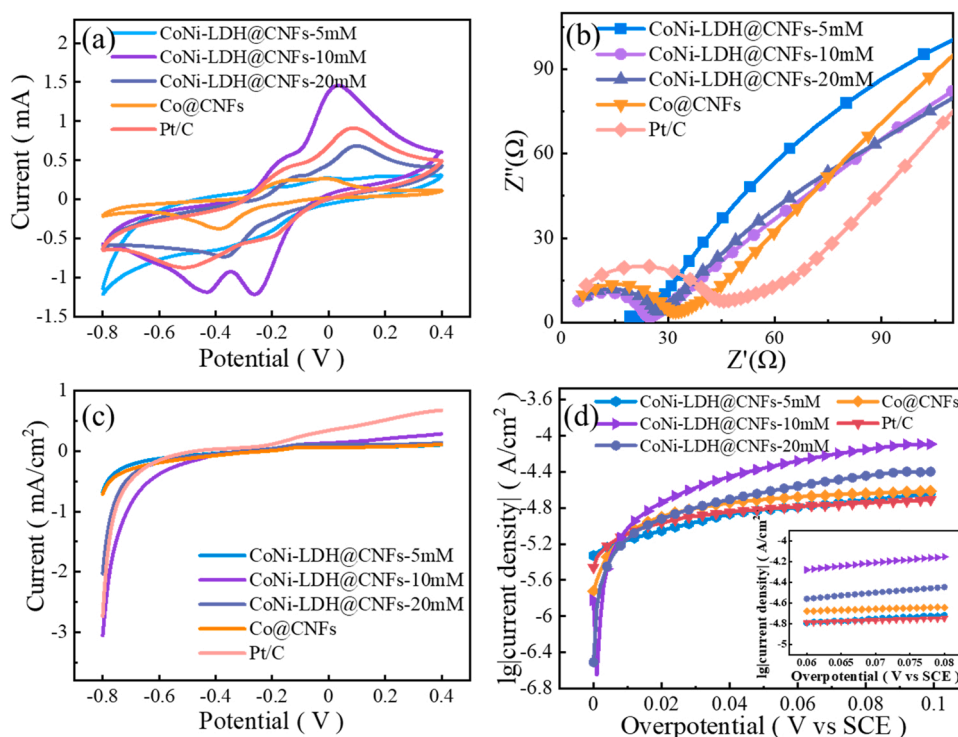 (a)
CoNi-LDH@CNFs-5mM
CoNi-LDH@CNFs-10mM
CoNi-LDH@CNFs-20mM
Co@CNFs
Pt/C
Current ( mA)
2
1.5
1.0
0.5
0
-0.5
-1.0
-1.5
-0.8 -0.6 -0.4 -0.2 0 0.2 0.4
Potential ( V )
(b)
CoNi-LDH@CNFs-5mM
CoNi-LDH@CNFs-10mM
CoNi-LDH@CNFs-20mM
Co@CNFs
Pt/C
Z''(Ω)
90
60
30
0
0 30 60 90
Z'(Ω)
(c)
Current ( mA/cm²)
1
0
-1
-2
-3
CoNi-LDH@CNFs-5mM
CoNi-LDH@CNFs-10mM
CoNi-LDH@CNFs-20mM
Co@CNFs
Pt/C
-0.8 -0.6 -0.4 -0.2 0 0.2 0.4
Potential ( V )
(d)
CoNi-LDH@CNFs-5mM
CoNi-LDH@CNFs-10mM
CoNi-LDH@CNFs-20mM
Co@CNFs
Pt/C
lg|current density| ( A/cm²)
-3.6
-4
-4.4
-4.8
-5.2
-5.6
-6
-6.4
-6.8
0 0.02 0.04 0.06 0.08 0.1
Overpotential ( V vs SCE )
lg|current density| ( A/cm²)
-4
-4.2
-4.4
-4.6
-4.8
-5
0.06 0.065 0.07 0.075 0.08
Overpotential ( V vs SCE )